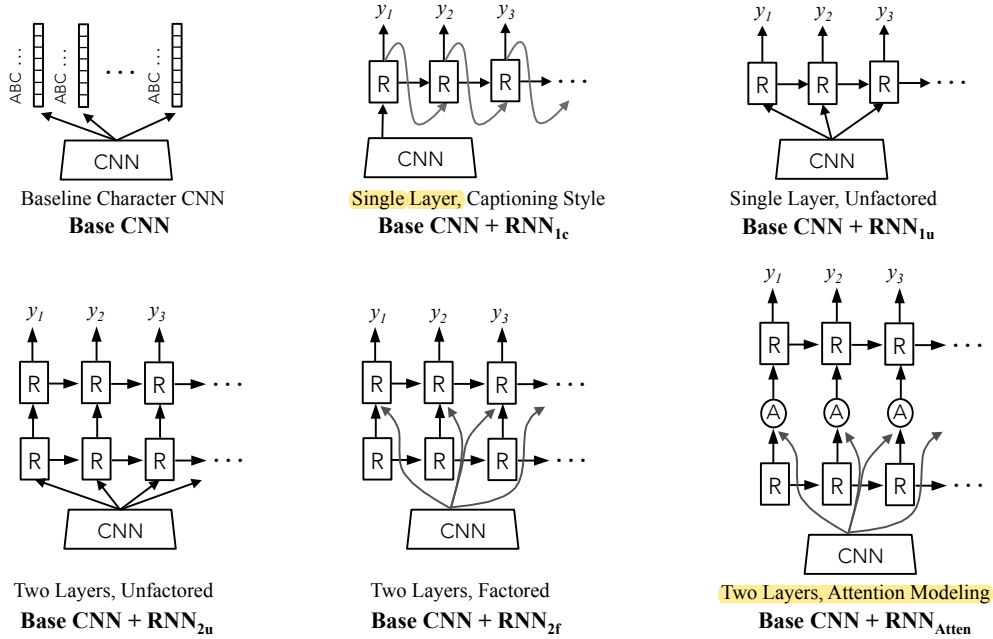 ABC ...
ABC ...
...
ABC ...
CNN
Baseline Character CNN
Base CNN
y1 y2 y3
R R R ...
CNN
Single Layer, Captioning Style
Base CNN + RNN1c
y1 y2 y3
R R R ...
CNN
Single Layer, Unfactored
Base CNN + RNN1u
y1 y2 y3
R R R ...
R R R ...
CNN
Two Layers, Unfactored
Base CNN + RNN2u
y1 y2 y3
R R R ...
R R R ...
CNN
Two Layers, Factored
Base CNN + RNN2f
y1 y2 y3
R R R ...
A A A
R R R ...
CNN
Two Layers, Attention Modeling
Base CNN + RNNAtten